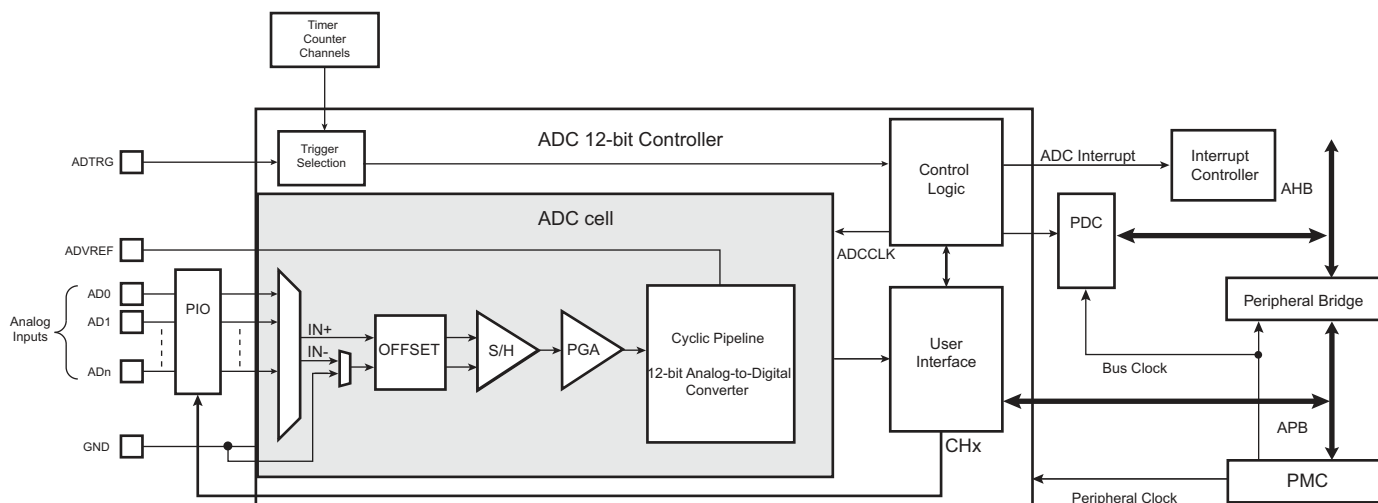 Timer
Counter
Channels
ADTRG
Trigger
Selection
ADC 12-bit Controller
Control
Logic
ADC Interrupt
Interrupt
Controller
AHB
ADC cell
PDC
ADVREF
ADCCLK
Analog
Inputs
AD0
AD1
ADn
PIO
IN+
IN-
OFFSET
S/H
PGA
Cyclic Pipeline
12-bit Analog-to-Digital
Converter
User
Interface
Peripheral Bridge
Bus Clock
APB
GND
CHx
PMC
Peripheral Clock